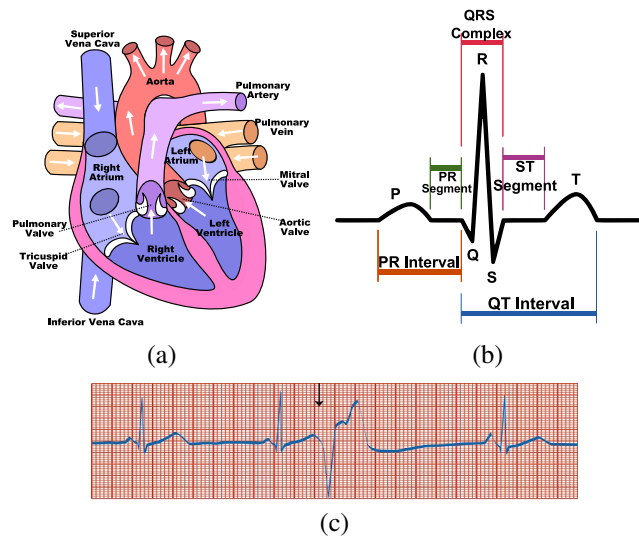 Superior
Vena Cava
Aorta
Pulmonary
Artery
Pulmonary
Vein
Left
Atrium
Right
Atrium
Mitral
Valve
Pulmonary
Valve
Aortic
Valve
Left
Ventricle
Right
Ventricle
Tricuspid
Valve
Inferior Vena Cava
(a)
QRS
Complex
R
PR
Segment
ST
Segment
P
T
Q
S
PR Interval
QT Interval
(b)
(c)